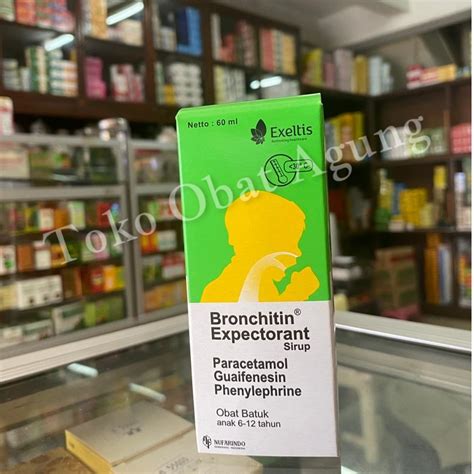 Netto : 60 ml
Exeltis
Bronchitin®
Expectorant
Sirup
Paracetamol
Guaifenesin
Phenylephrine
Obat Batuk
anak 6-12 tahun
NUFARINDO
Toko Obat Agung